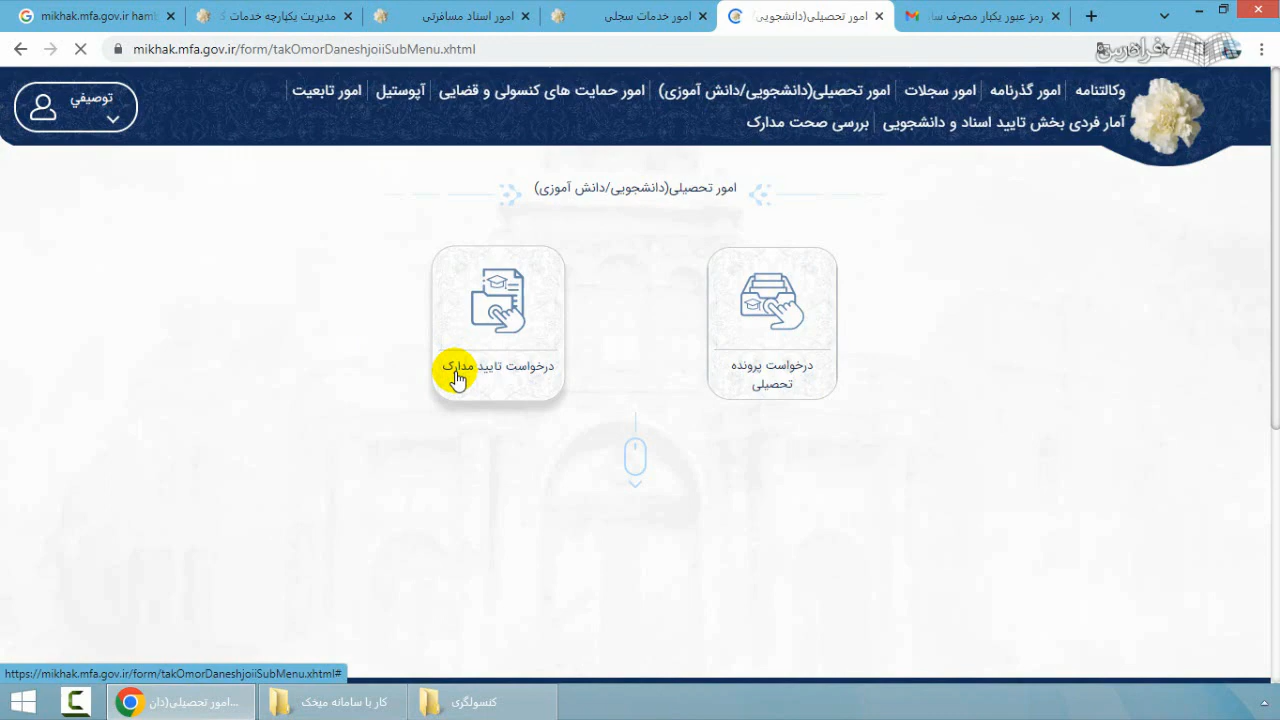 mikhak.mfa.gov.ir hamb
مدیریت یکپارچه خدمات ک
امور اسناد مسافرتی
امور خدمات سجلی
امور تحصیلی(دانشجویی/
رمز عبور یکبار مصرف سا
mikhak.mfa.gov.ir/form/takOmorDaneshjoiiSubMenu.xhtml
فرادرس
وکالتنامه
امور گذرنامه
امور سجلات
امور تحصیلی(دانشجویی/دانش آموزی)
امور حمایت های کنسولی و قضایی
آپوستیل
امور تابعیت
توصیفي
آمار فردی بخش تایید اسناد و دانشجویی
بررسی صحت مدارک
امور تحصیلی(دانشجویی/دانش آموزی)
درخواست پرونده
تحصیلی
درخواست تایید مدارک
https://mikhak.mfa.gov.ir/form/takOmorDaneshjoiiSubMenu.xhtml#
امور تحصیلی(دان...
کار با سامانه میخک
کنسولگری